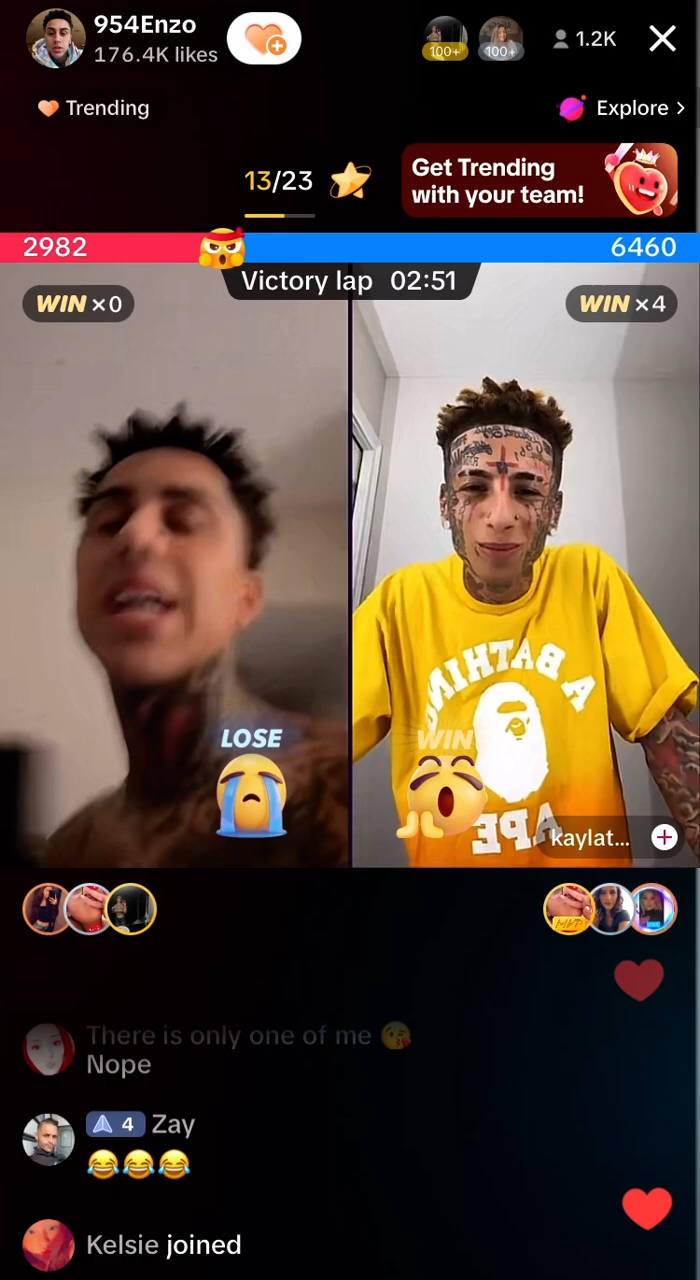 954Enzo
176.4K likes
100+
100+
1.2K
Trending
Explore
13/23
Get Trending
with your team!
2982
6460
Victory lap 02:51
WIN ×0
WIN ×4
A BATHING
APE
LOSE
WIN
kaylat...
There is only one of me 😘
Nope
4 Zay
😂😂😂
Kelsie joined